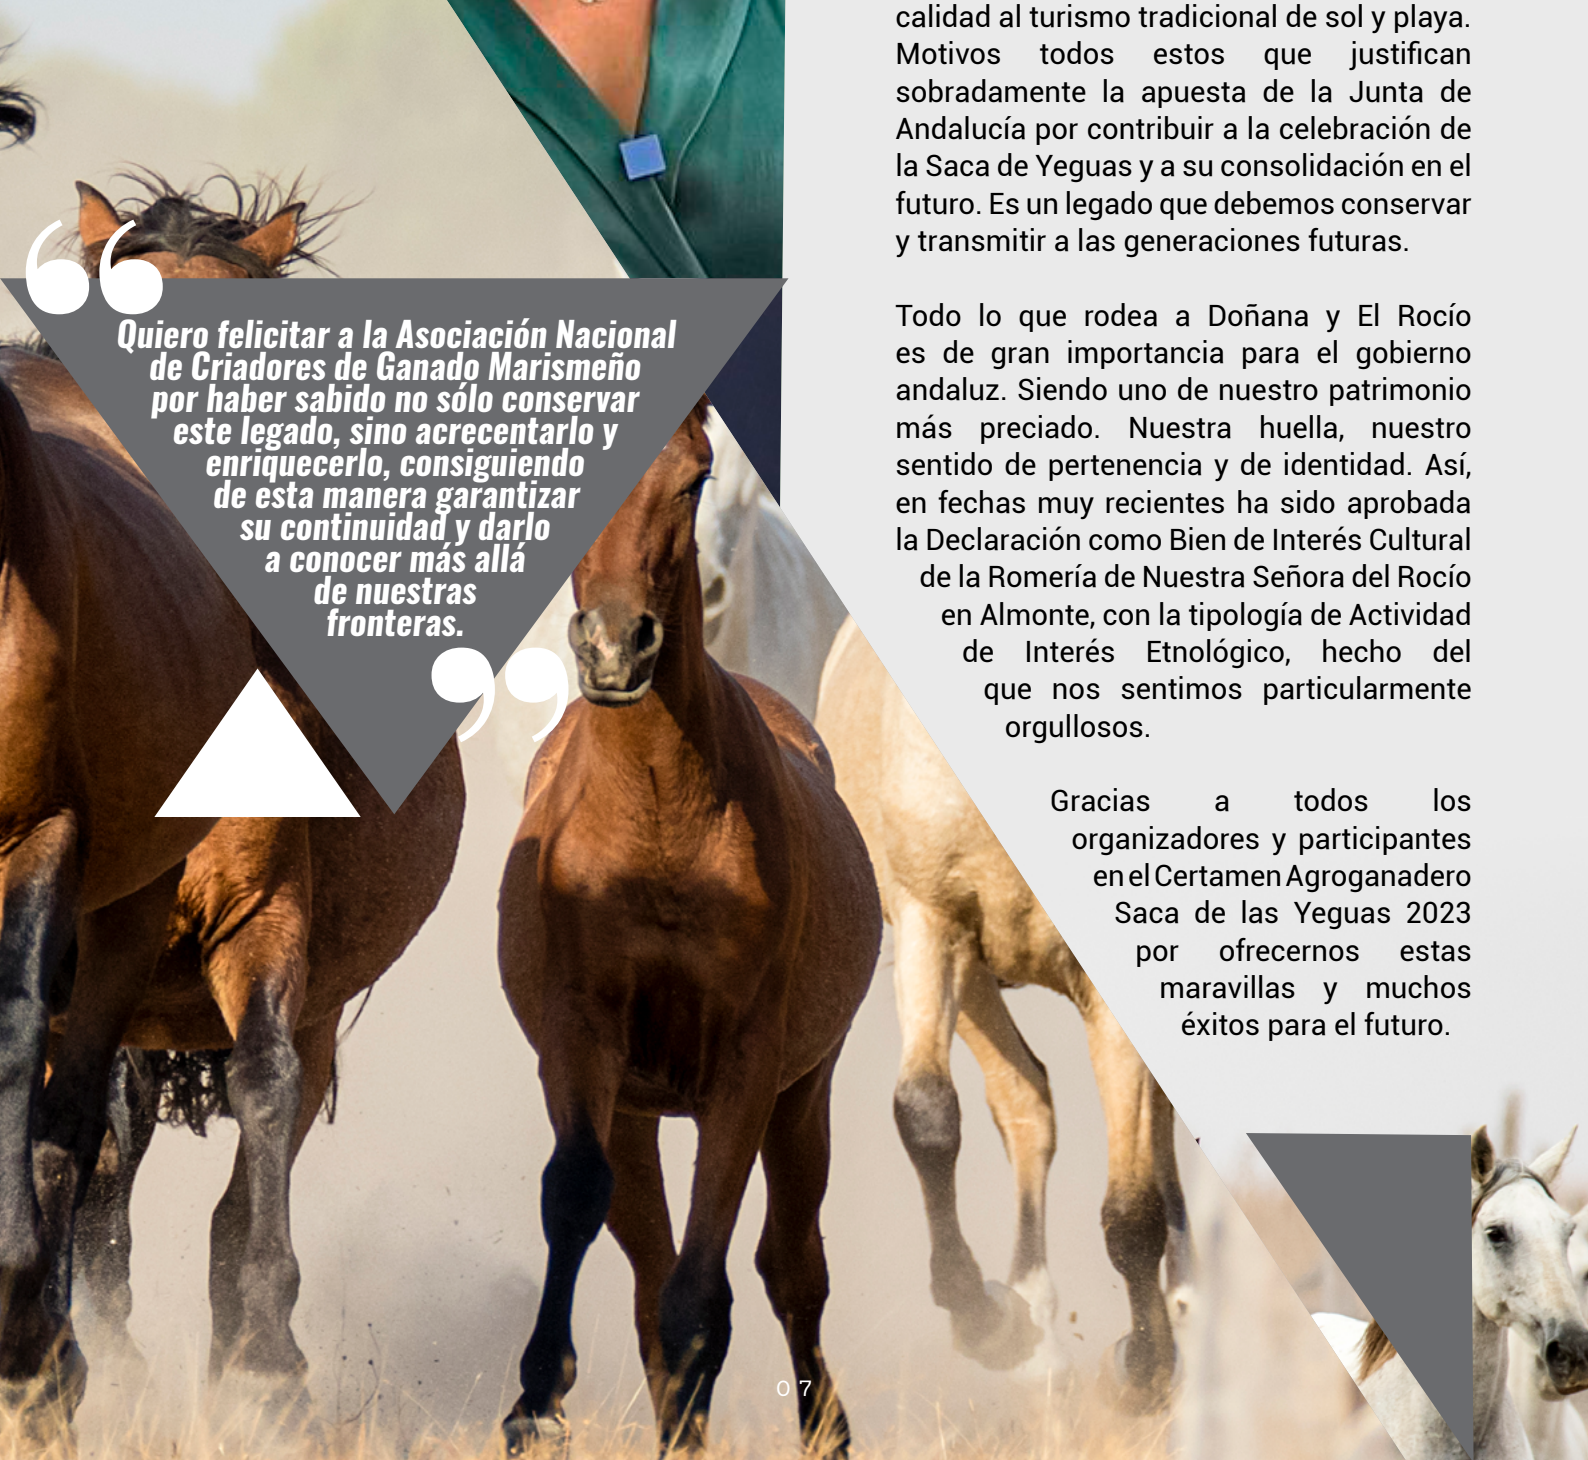 calidad al turismo tradicional de sol y playa.
Motivos todos estos que justifican
sobradamente la apuesta de la Junta de
Andalucía por contribuir a la celebración de
la Saca de Yeguas y a su consolidación en el
futuro. Es un legado que debemos conservar
y transmitir a las generaciones futuras.
Todo lo que rodea a Doñana y El Rocío
es de gran importancia para el gobierno
andaluz. Siendo uno de nuestro patrimonio
más preciado. Nuestra huella, nuestro
sentido de pertenencia y de identidad. Así,
en fechas muy recientes ha sido aprobada
la Declaración como Bien de Interés Cultural
de la Romería de Nuestra Señora del Rocío
en Almonte, con la tipología de Actividad
de Interés Etnológico, hecho del
que nos sentimos particularmente
orgullosos.
Gracias a todos los
organizadores y participantes
en el Certamen Agroganadero
Saca de las Yeguas 2023
por ofrecernos estas
maravillas y muchos
éxitos para el futuro.
“Quiero felicitar a la Asociación Nacional
de Criadores de Ganado Marismeño
por haber sabido no sólo conservar
este legado, sino acrecentarlo y
enriquecerlo, consiguiendo
de esta manera garantizar
su continuidad y darlo
a conocer más allá
de nuestras
fronteras.”
07